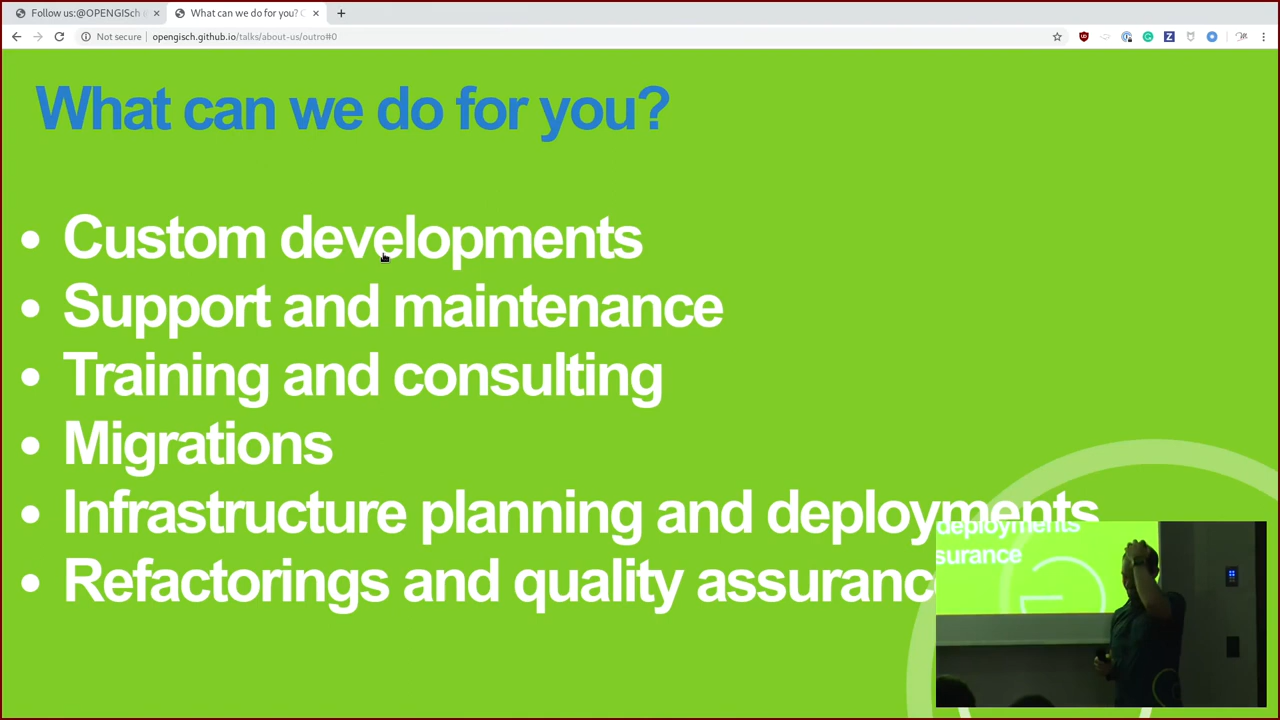 Follow us:@OPENGISch
What can we do for you?
Not secure
opengisch.github.io/talks/about-us/outro#0
What can we do for you?
Custom developments
Support and maintenance
Training and consulting
Migrations
Infrastructure planning and deployments
Refactorings and quality assuranc
deployments
surance